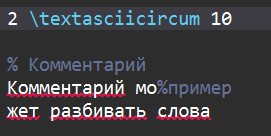 2 \textasciicircum 10
% Комментарий
Комментарий мо%пример
жет разбивать слова